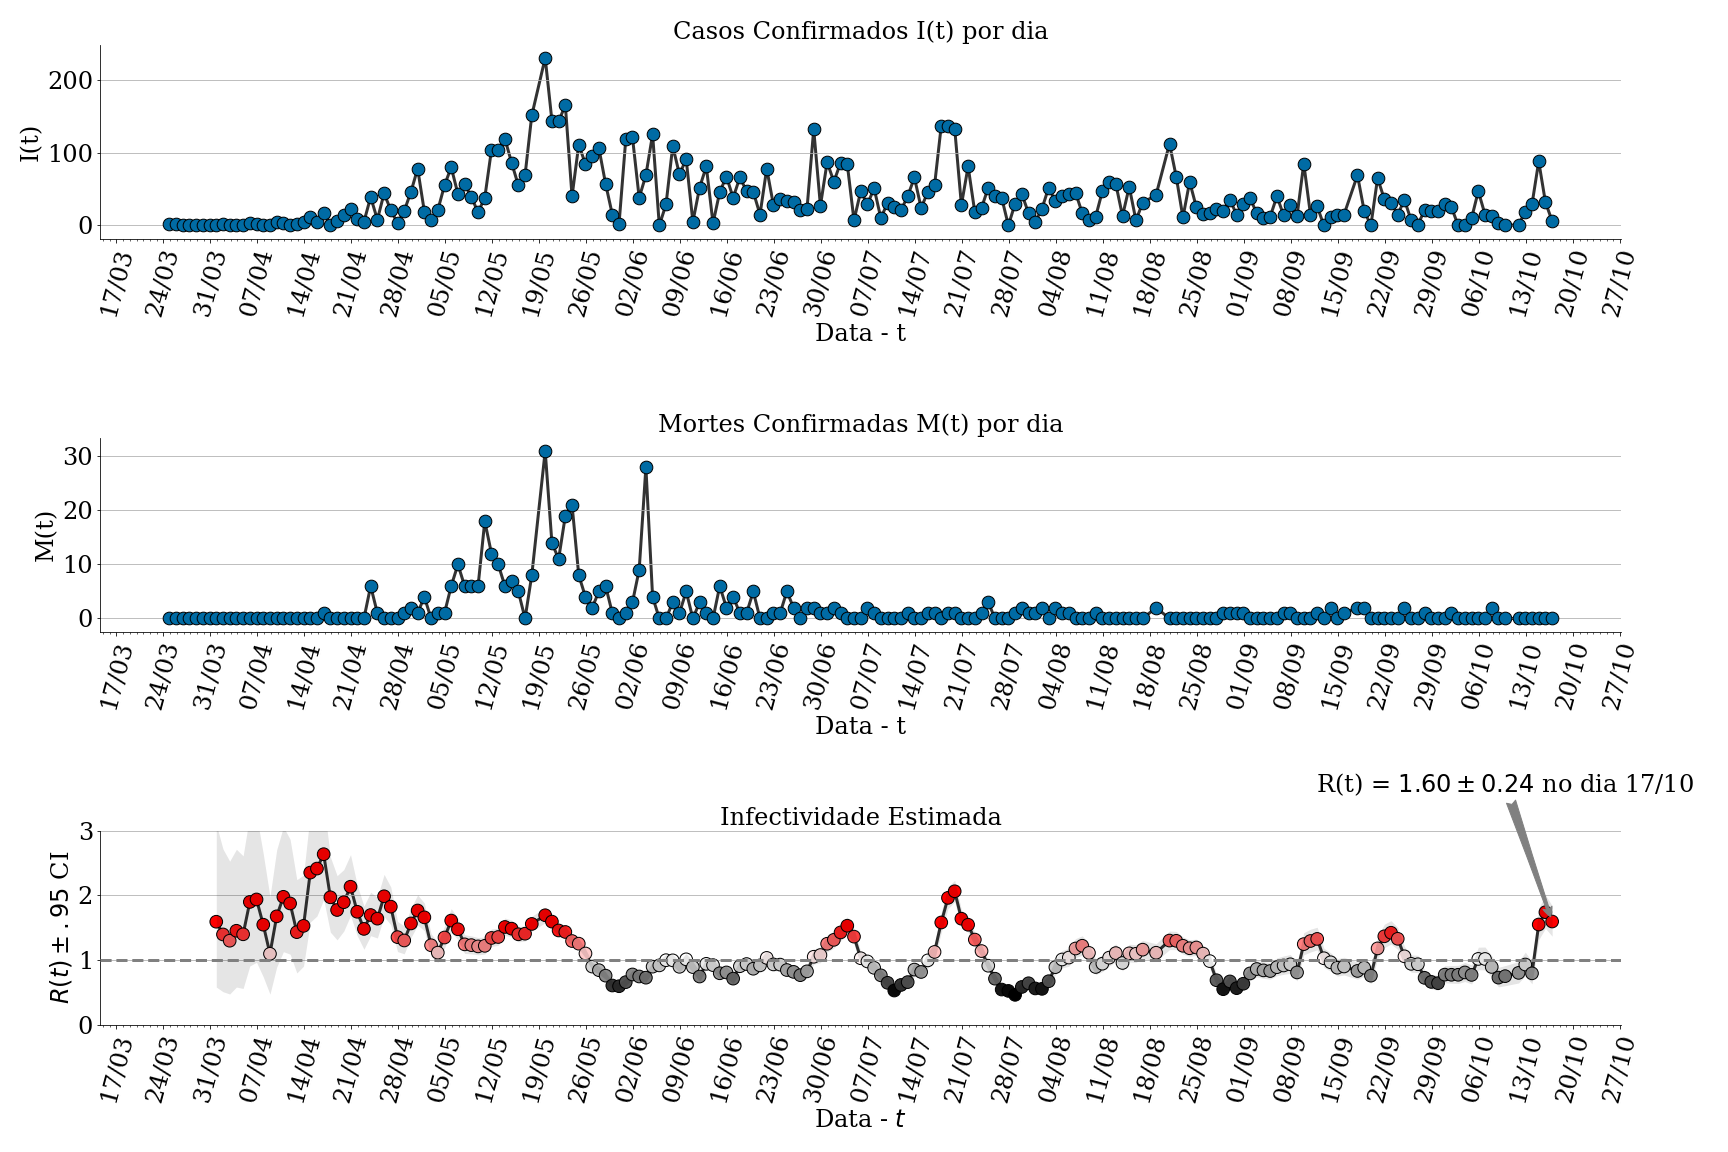 Casos Confirmados I(t) por dia
I(t)
200
100
0
17/03 24/03 31/03 07/04 14/04 21/04 28/04 05/05 12/05 19/05 26/05 02/06 09/06 16/06 23/06 30/06 07/07 14/07 21/07 28/07 04/08 11/08 18/08 25/08 01/09 08/09 15/09 22/09 29/09 06/10 13/10 20/10 27/10
Data - t
Mortes Confirmadas M(t) por dia
M(t)
30
20
10
0
17/03 24/03 31/03 07/04 14/04 21/04 28/04 05/05 12/05 19/05 26/05 02/06 09/06 16/06 23/06 30/06 07/07 14/07 21/07 28/07 04/08 11/08 18/08 25/08 01/09 08/09 15/09 22/09 29/09 06/10 13/10 20/10 27/10
Data - t
R(t) = 1.60 ± 0.24 no dia 17/10
Infectividade Estimada
R(t) ± .95 CI
3
2
1
0
17/03 24/03 31/03 07/04 14/04 21/04 28/04 05/05 12/05 19/05 26/05 02/06 09/06 16/06 23/06 30/06 07/07 14/07 21/07 28/07 04/08 11/08 18/08 25/08 01/09 08/09 15/09 22/09 29/09 06/10 13/10 20/10 27/10
Data - t